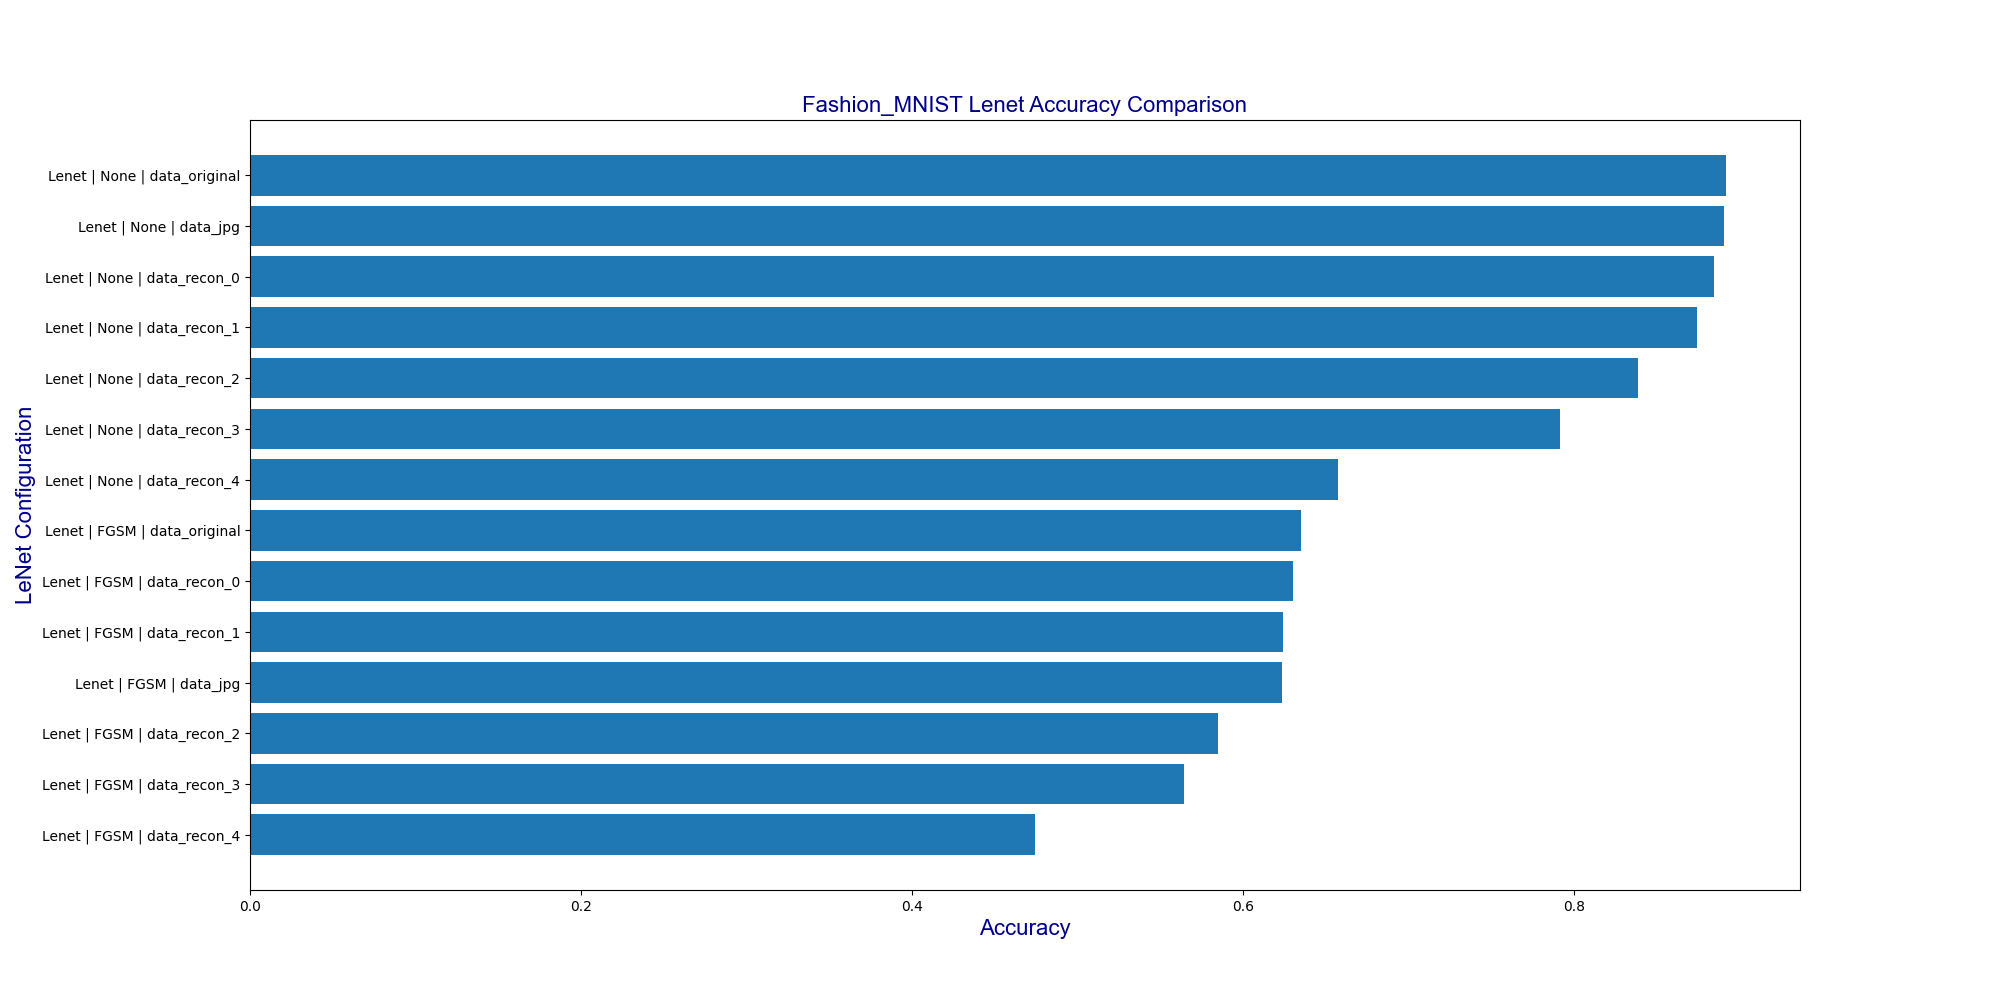 Fashion_MNIST Lenet Accuracy Comparison
LeNet Configuration
Lenet | None | data_original
Lenet | None | data_jpg
Lenet | None | data_recon_0
Lenet | None | data_recon_1
Lenet | None | data_recon_2
Lenet | None | data_recon_3
Lenet | None | data_recon_4
Lenet | FGSM | data_original
Lenet | FGSM | data_recon_0
Lenet | FGSM | data_recon_1
Lenet | FGSM | data_jpg
Lenet | FGSM | data_recon_2
Lenet | FGSM | data_recon_3
Lenet | FGSM | data_recon_4
0.0 0.2 0.4 0.6 0.8
Accuracy